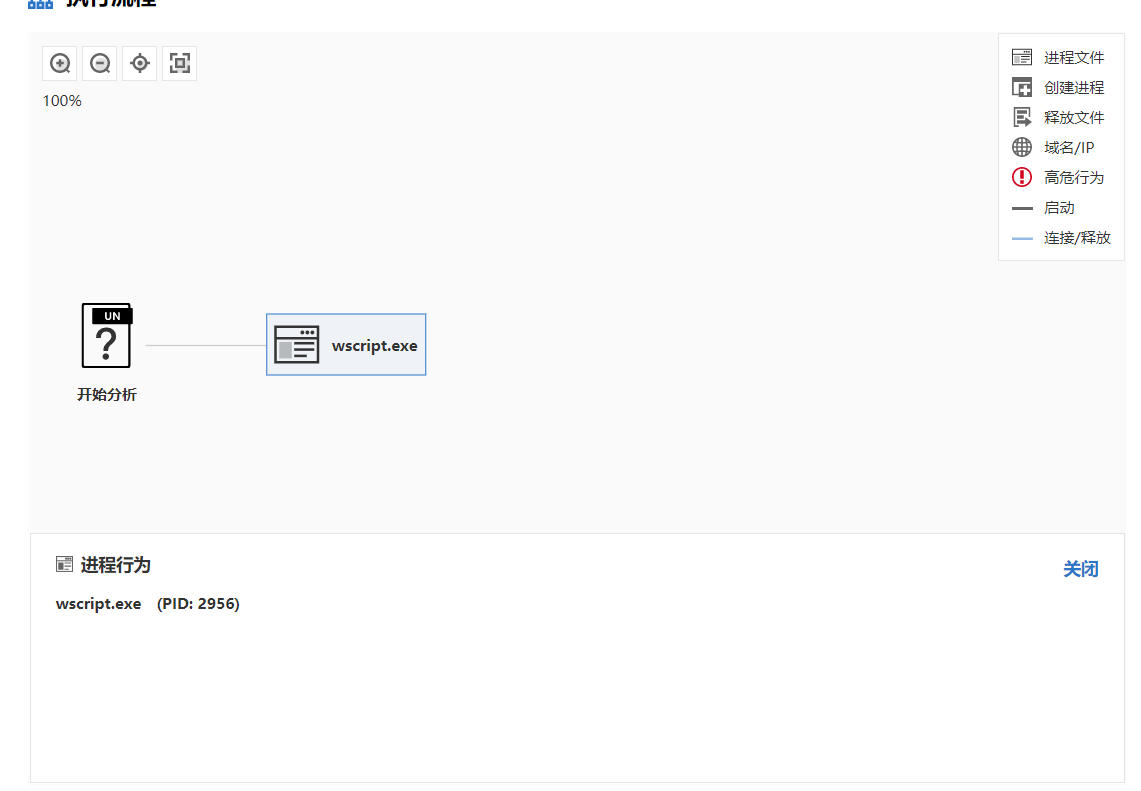 执行流程
100%
进程文件
创建进程
释放文件
域名/IP
高危行为
启动
连接/释放
UN
?
wscript.exe
开始分析
进程行为
关闭
wscript.exe (PID: 2956)